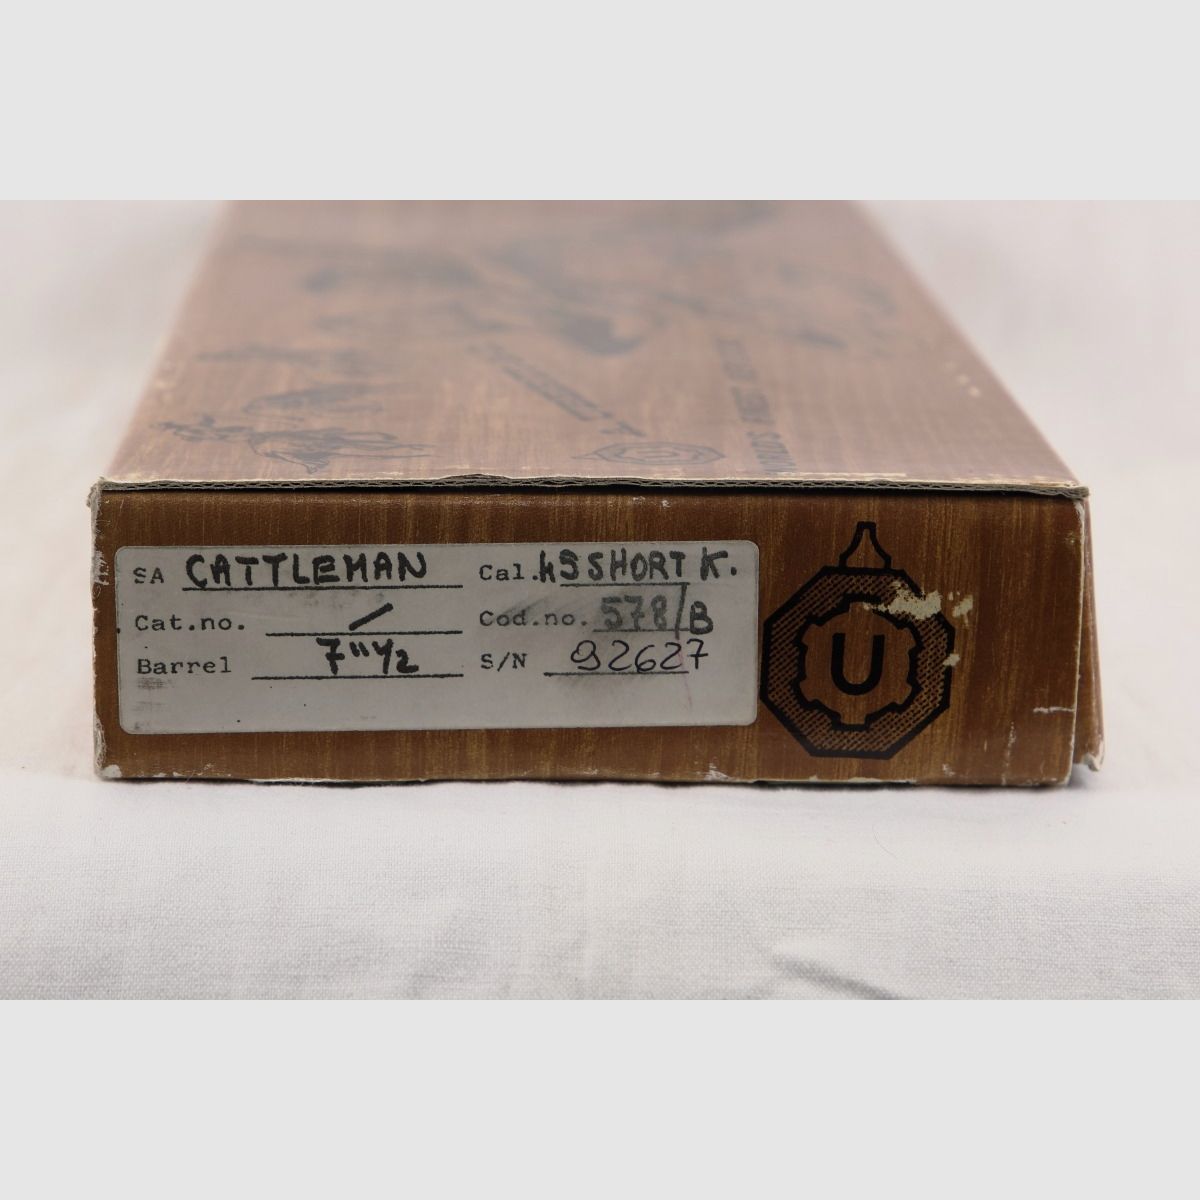 SA CATTLEMAN Cal. 45 SHORT K.
Cat.no. / Cod.no. 578/B
Barrel 7"1/2 S/N 92627
U